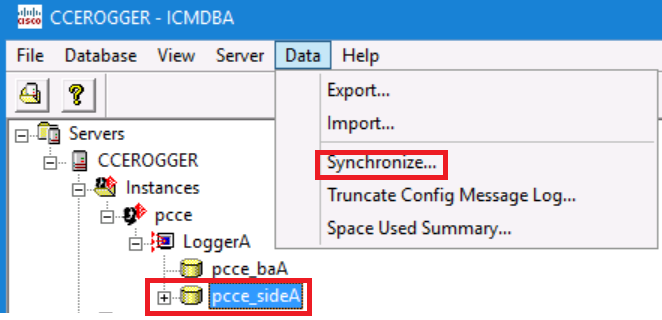 CISCO
CCEROGGER - ICMDBA
File Database View Server Data Help
Export...
Import...
Synchronize...
Truncate Config Message Log...
Space Used Summary...
?
Servers
CCEROGGER
Instances
pcce
LoggerA
pcce_baA
pcce_sideA